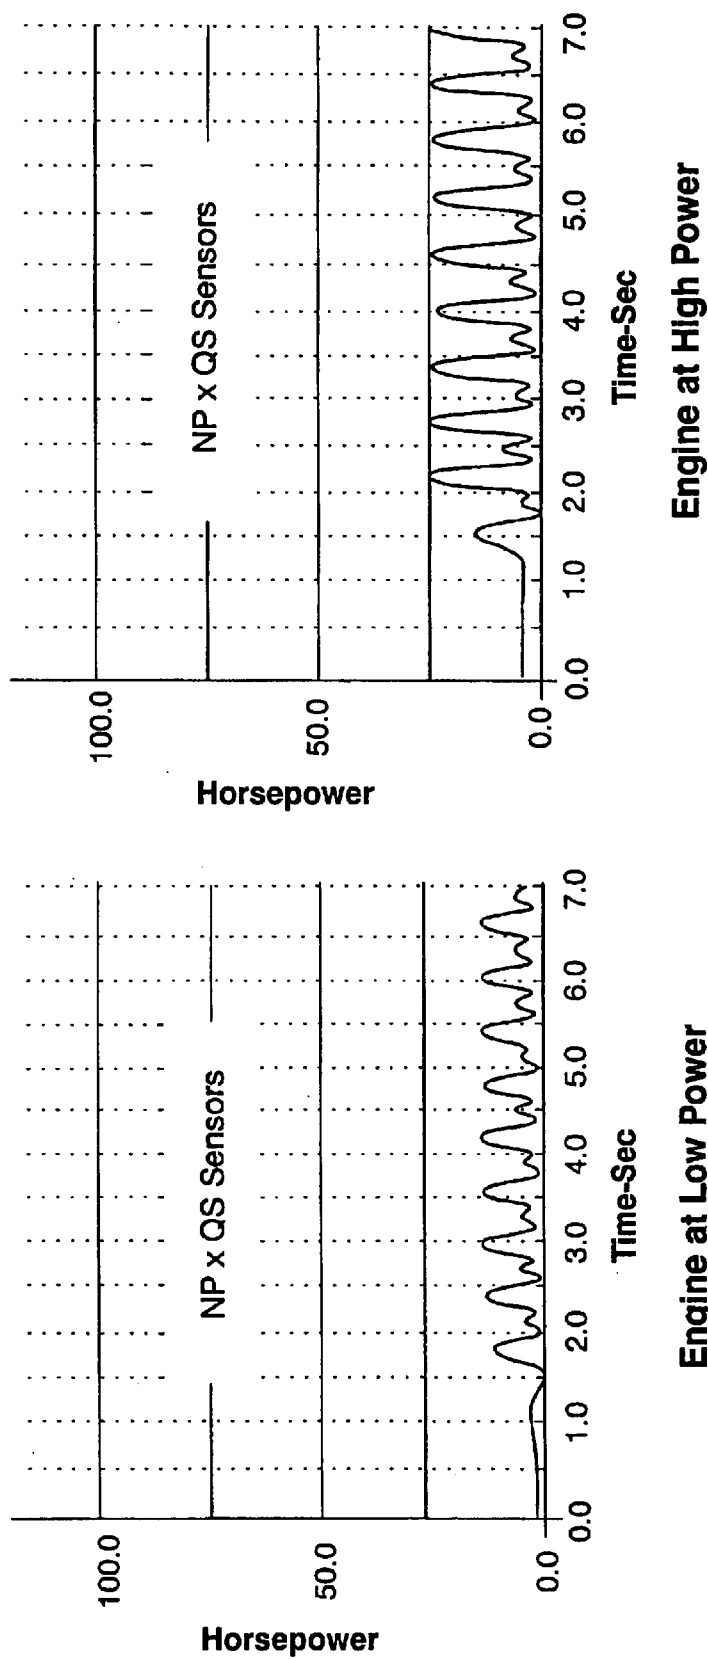 100.0
50.0
0.0
Horsepower
NP x QS Sensors
0.0
1.0
2.0
3.0
4.0
5.0
6.0
7.0
Time-Sec
Engine at High Power
100.0
50.0
0.0
Horsepower
NP x QS Sensors
0.0
1.0
2.0
3.0
4.0
5.0
6.0
7.0
Time-Sec
Engine at Low Power